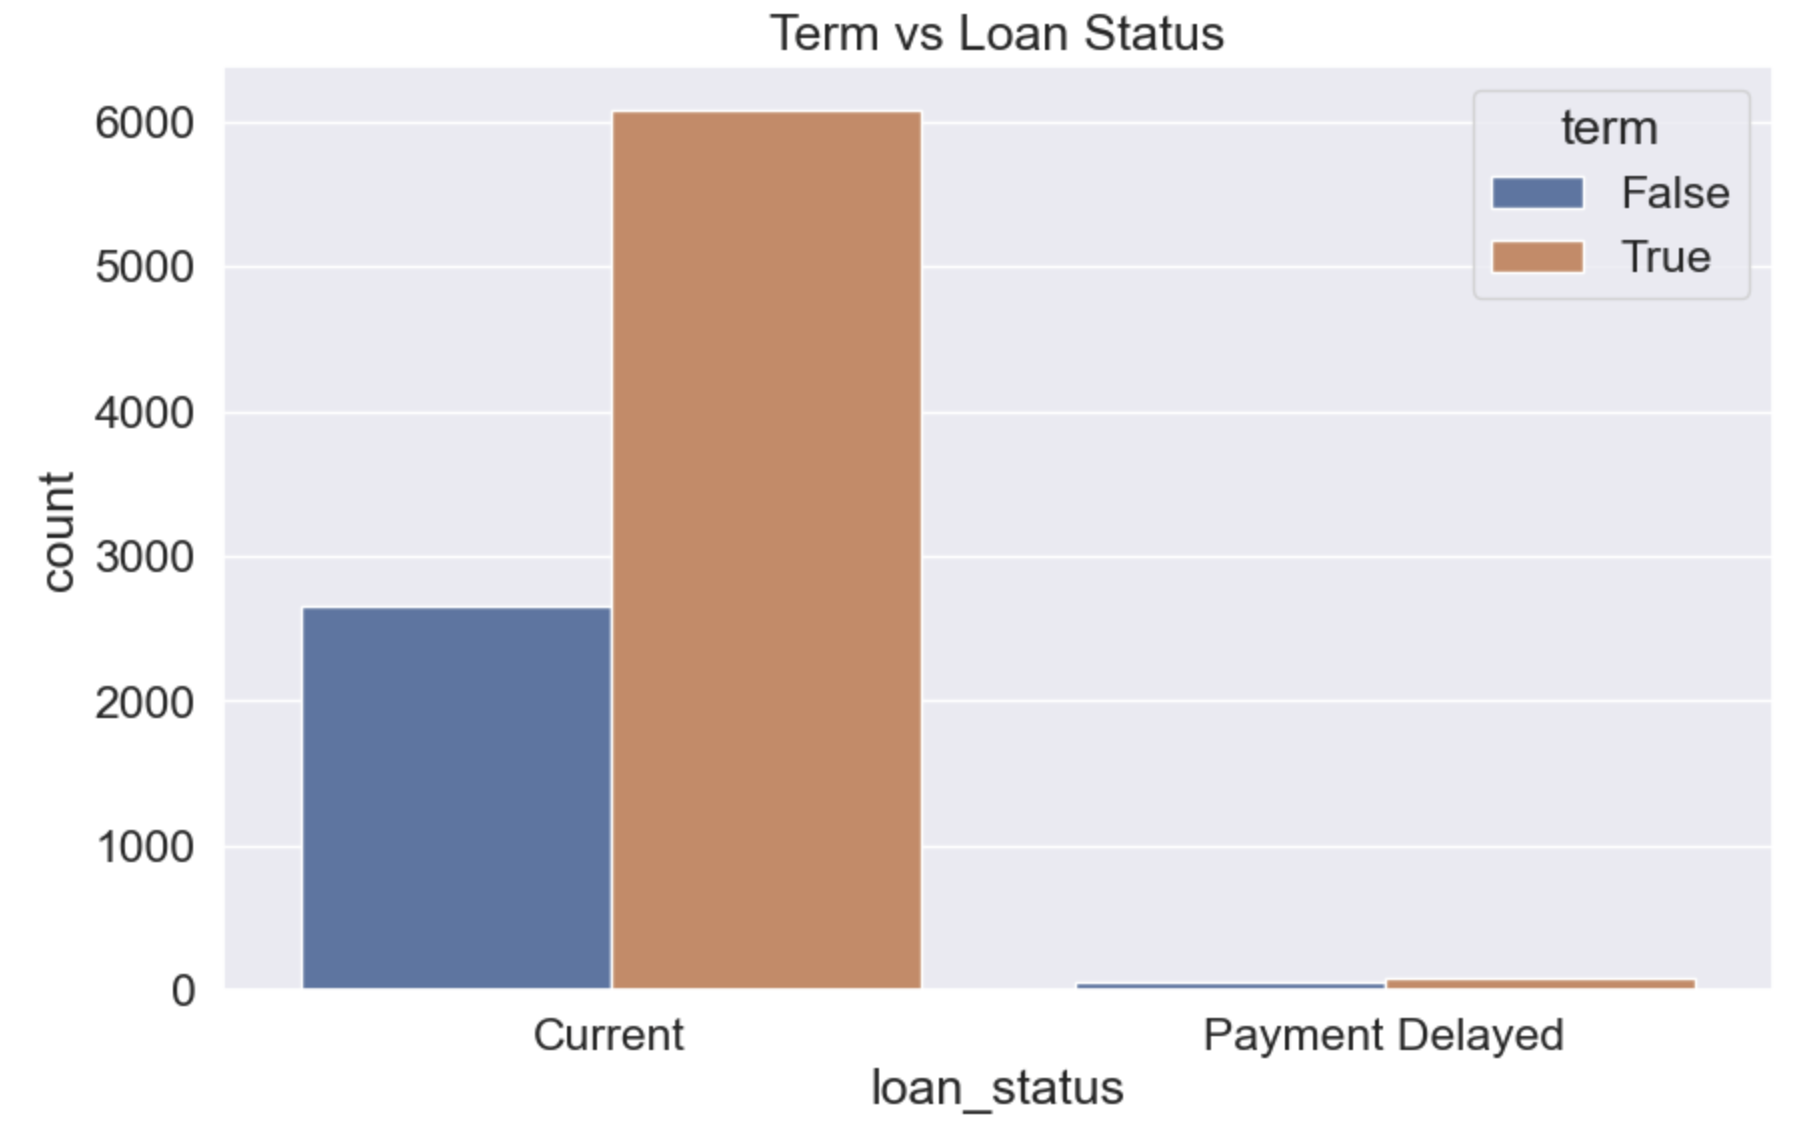 Term vs Loan Status
term
False
True
count
6000
5000
4000
3000
2000
1000
0
Current
Payment Delayed
loan_status